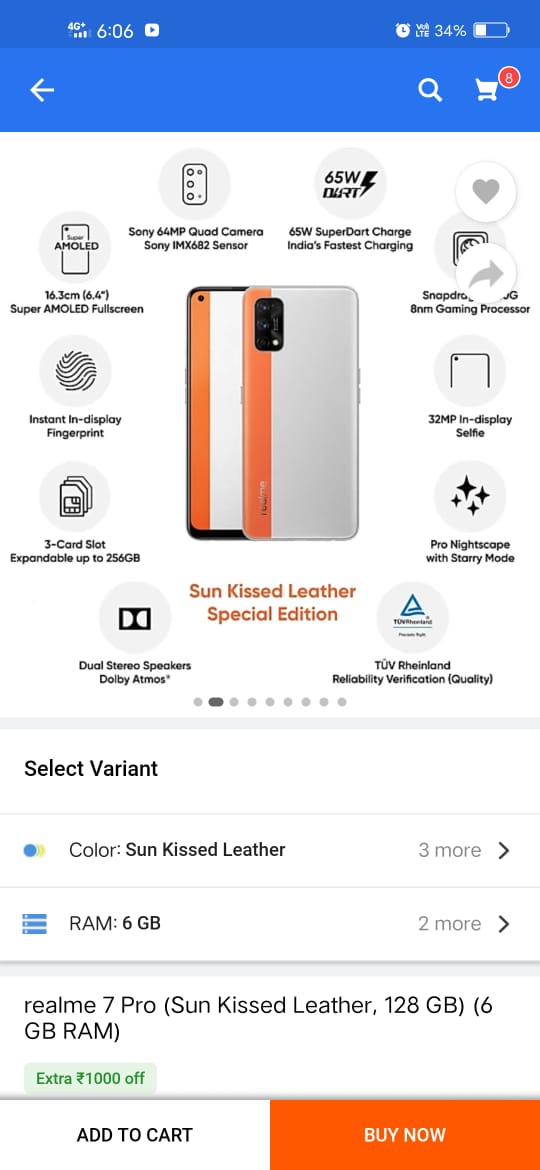 4G+ 6:06 Vo) LTE 34%
8
65W
DART
Super
AMOLED
Sony 64MP Quad Camera
Sony IMX682 Sensor
65W SuperDart Charge
India's Fastest Charging
16.3cm (6.4")
Super AMOLED Fullscreen
8nm Gaming Processor
Instant In-display
Fingerprint
32MP In-display
Selfie
3-Card Slot
Expandable up to 256GB
Pro Nightscape
with Starry Mode
realme
Sun Kissed Leather
Special Edition
TÜVRheinland
Precisely Right.
Dual Stereo Speakers
Dolby Atmos*
TÜV Rheinland
Reliability Verification (Quality)
Select Variant
Color: Sun Kissed Leather 3 more
RAM: 6 GB 2 more
realme 7 Pro (Sun Kissed Leather, 128 GB) (6
GB RAM)
Extra ₹1000 off
ADD TO CART BUY NOW